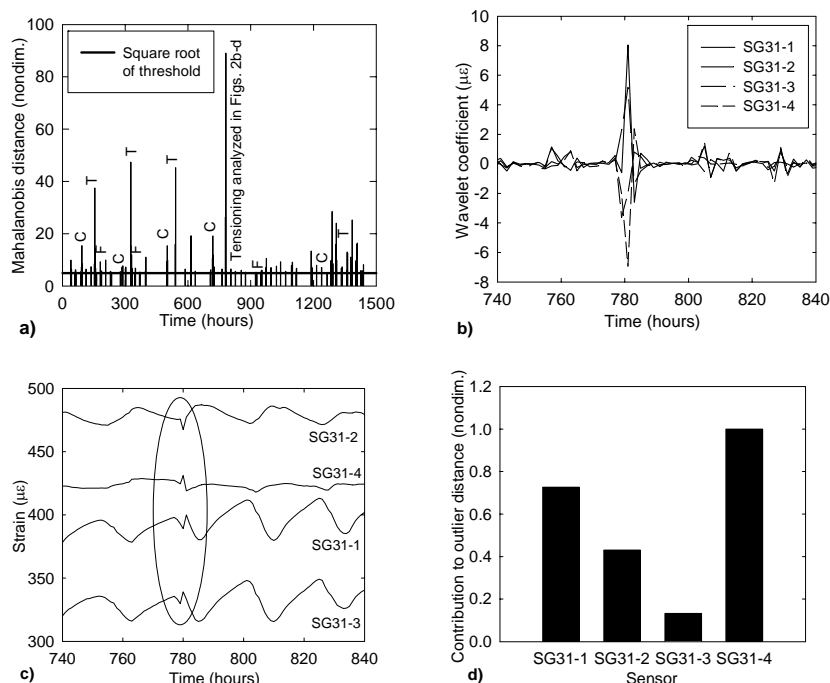 100
80
60
40
20
0
Mahalanobis distance (nondim.)
Square root
of threshold
Tensioning analyzed in Figs. 2b-d
C
T
F
C
T
F
C
T
C
F
C
T
0 300 600 900 1200 1500
Time (hours)
a)
10
8
6
4
2
0
-2
-4
-6
-8
Wavelet coefficient (με)
SG31-1
SG31-2
SG31-3
SG31-4
740 760 780 800 820 840
Time (hours)
b)
500
450
400
350
300
Strain (με)
SG31-2
SG31-4
SG31-1
SG31-3
740 760 780 800 820 840
Time (hours)
c)
1.2
1.0
0.8
0.6
0.4
0.2
0.0
Contribution to outlier distance (nondim.)
SG31-1 SG31-2 SG31-3 SG31-4
Sensor
d)